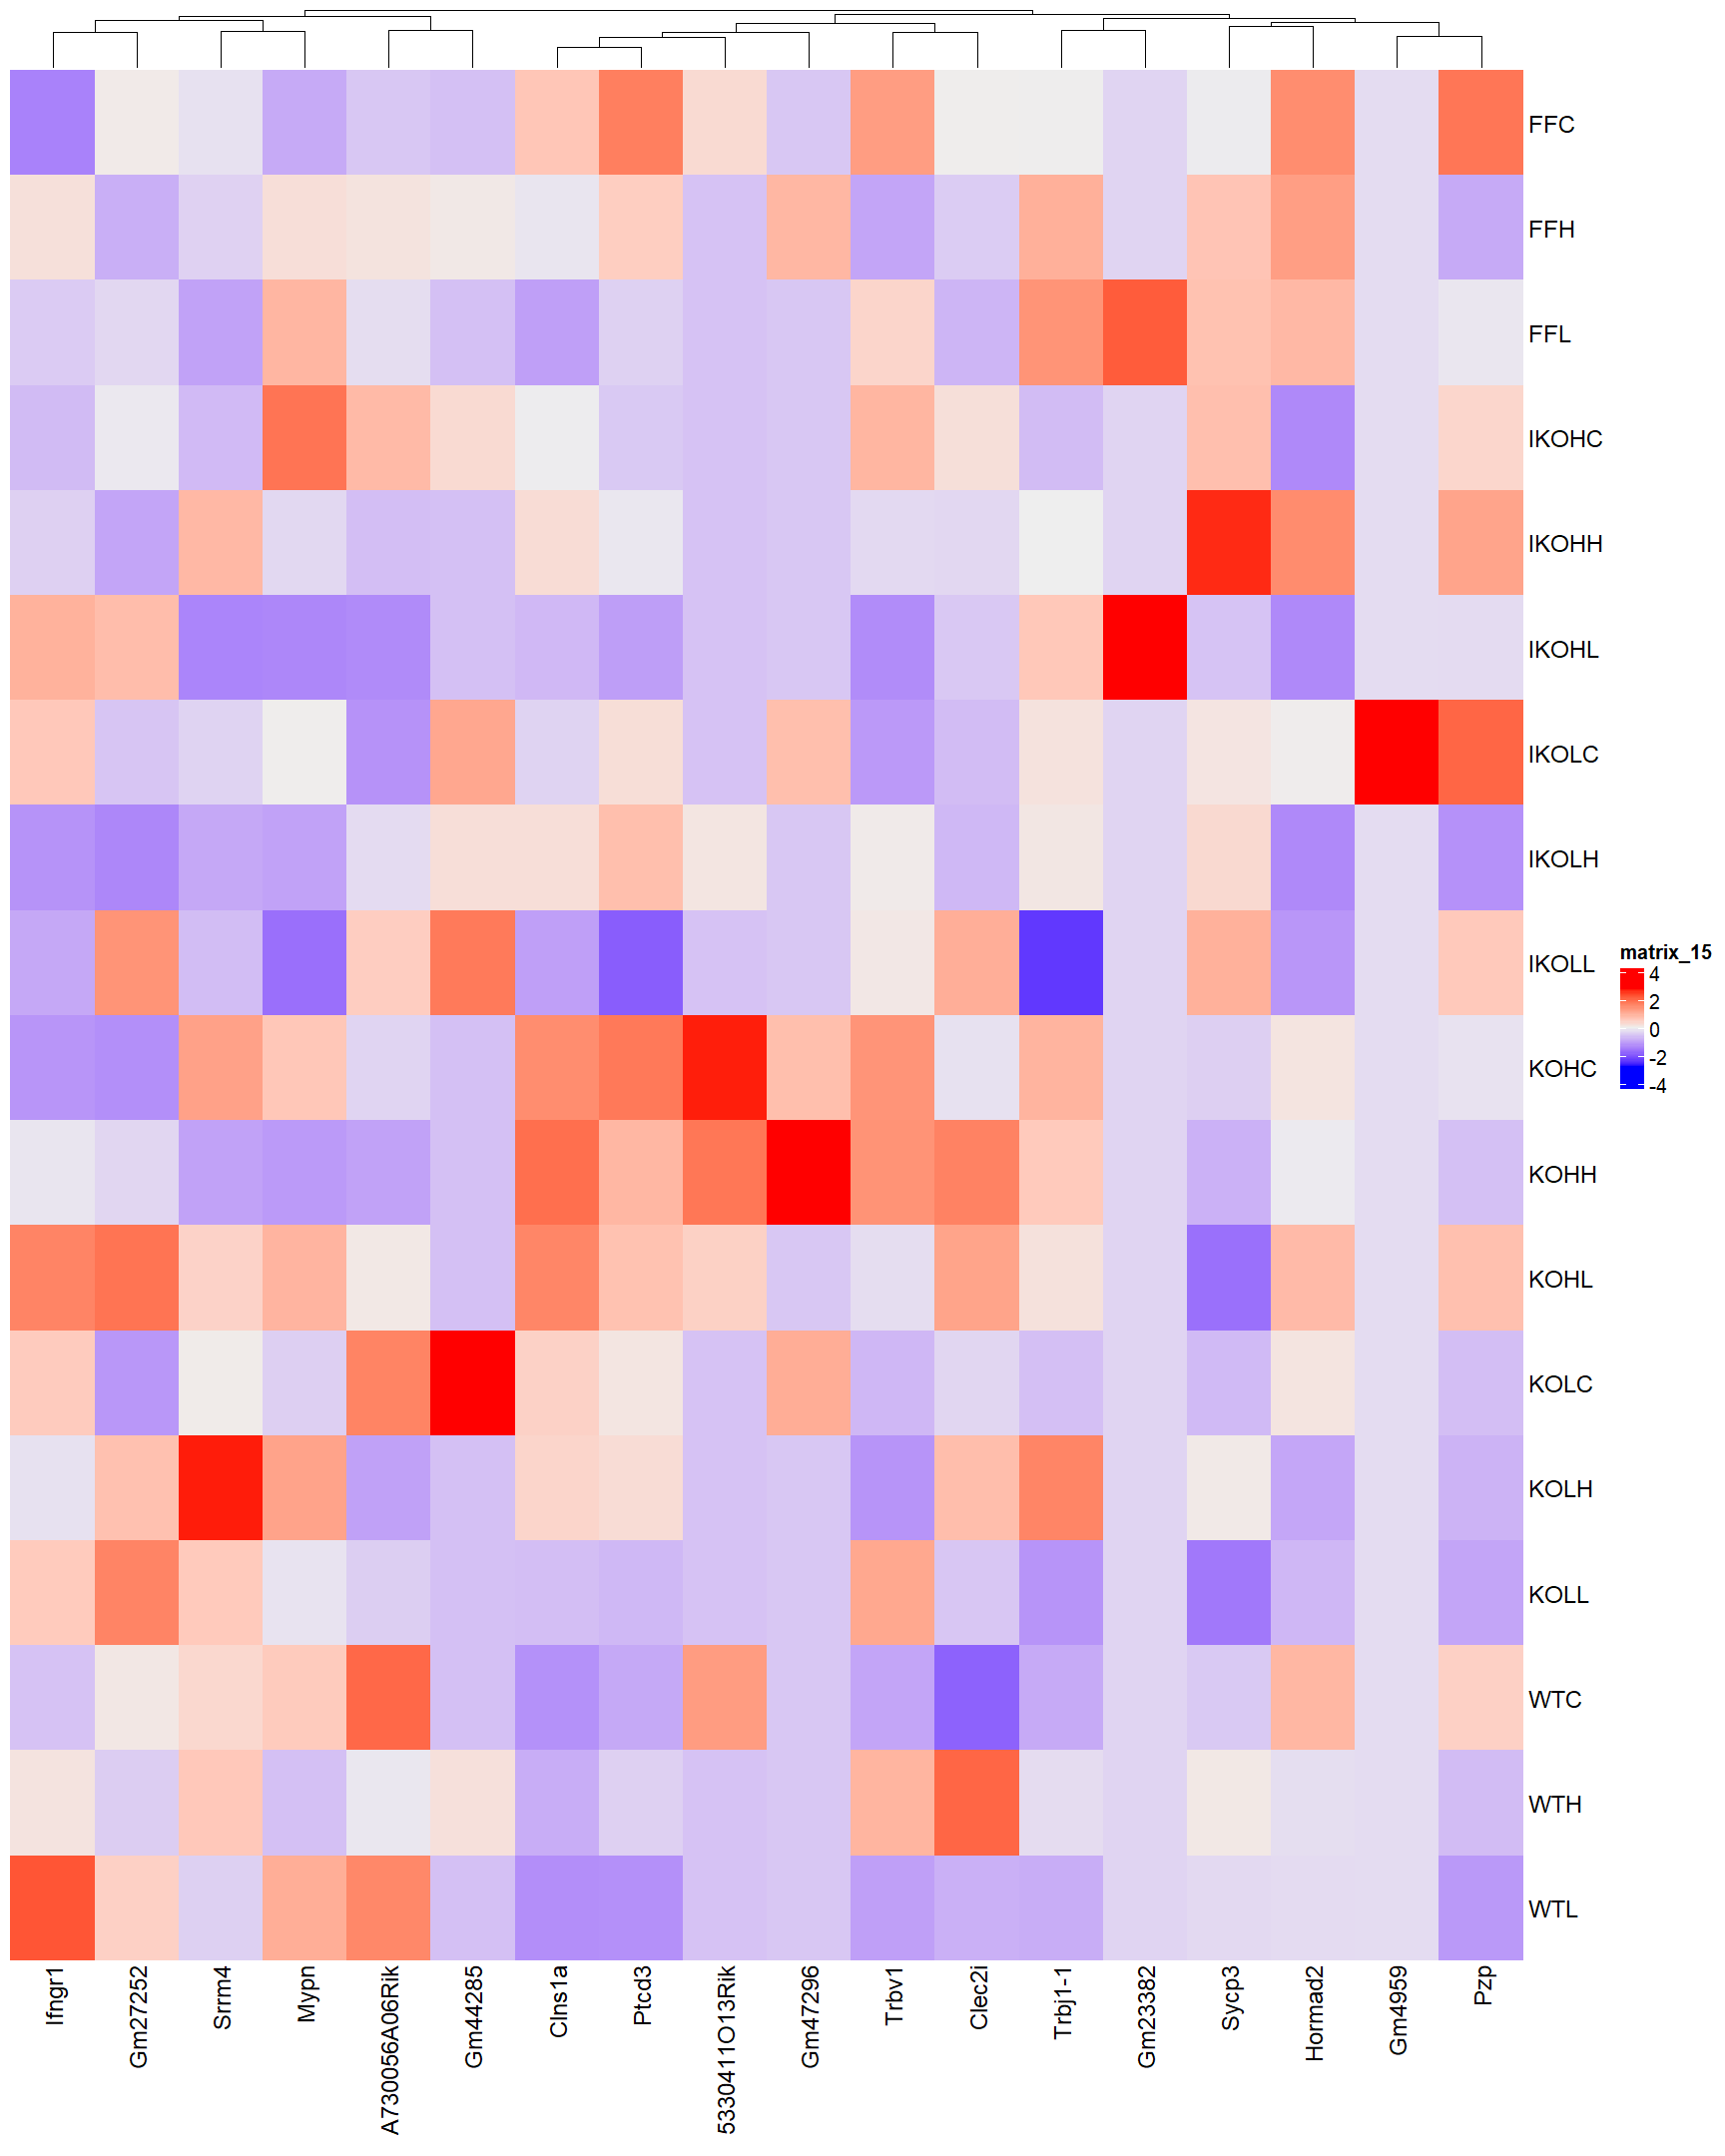 FFC
FFH
FFL
IKOHC
IKOHH
IKOHL
IKOLC
IKOLH
IKOLL
KOHC
KOHH
KOHL
KOLC
KOLH
KOLL
WTC
WTH
WTL
matrix_15
4
2
0
-2
-4
Ifngr1
Gm27252
Srrm4
Mypn
A730056A06Rik
Gm44285
Clns1a
Ptcd3
5330411O13Rik
Gm47296
Trbv1
Clec2i
Trbj1-1
Gm23382
Sycp3
Hormad2
Gm4959
Pzp